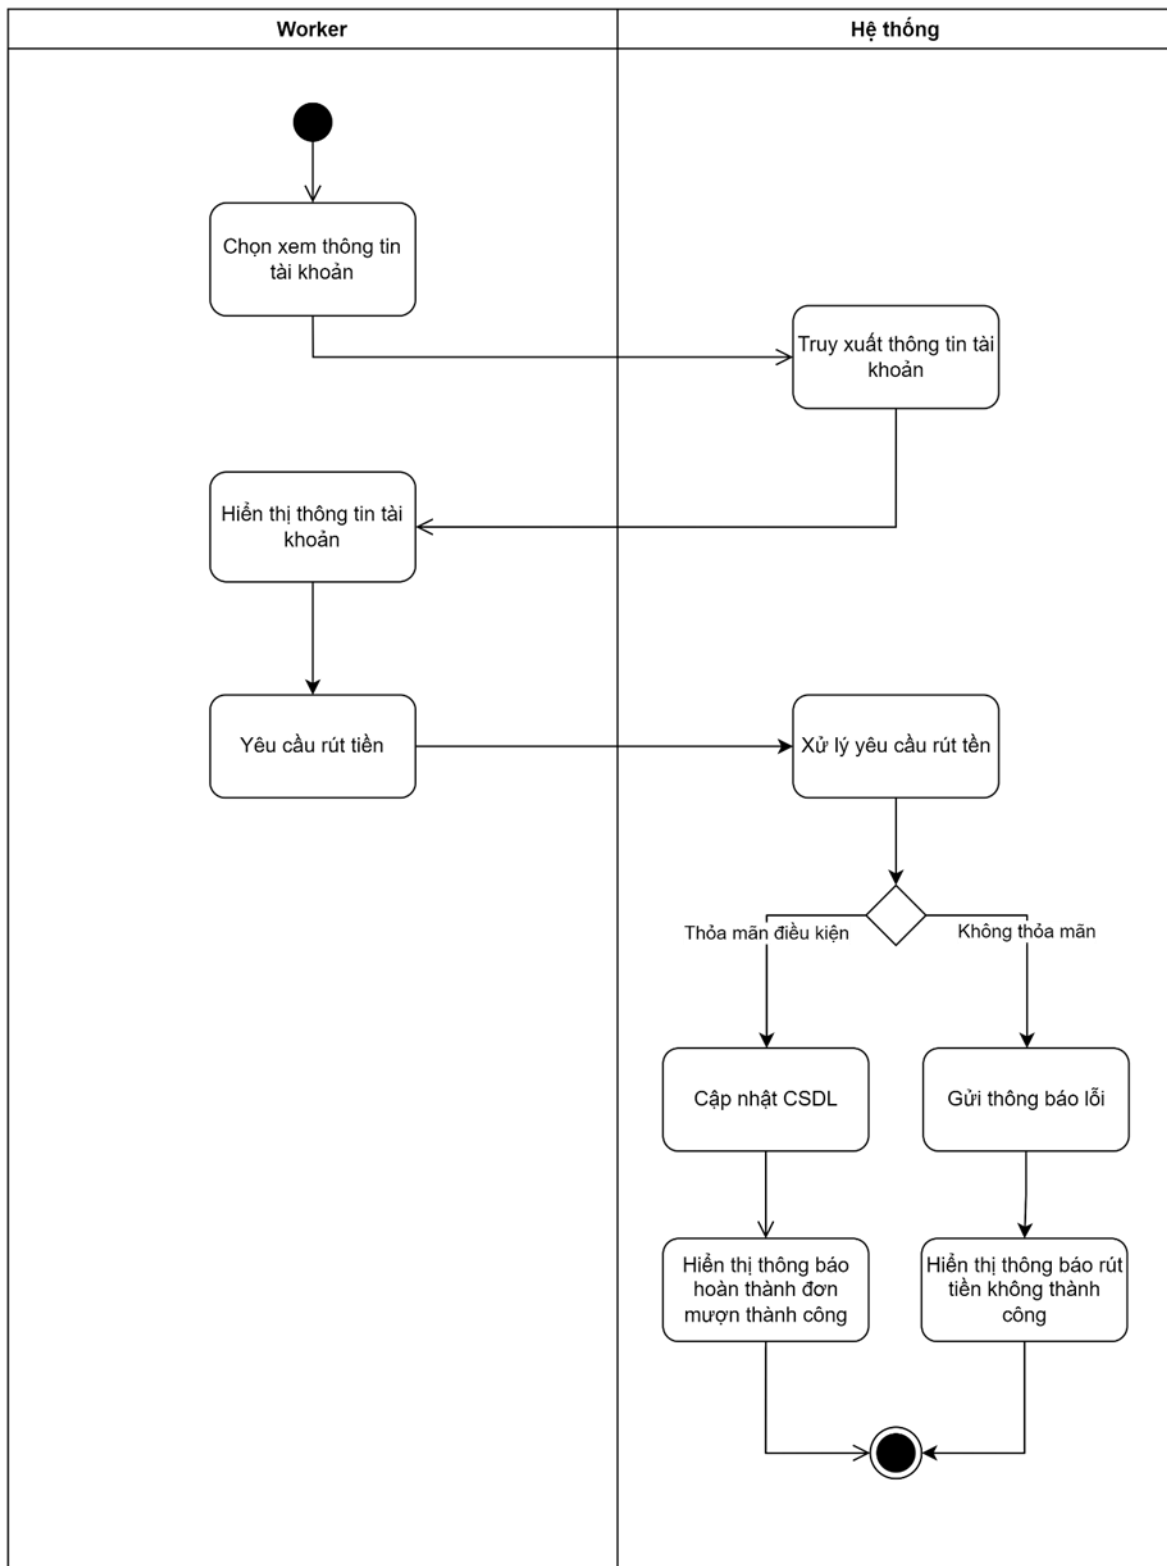 Worker
Hệ thống
Chọn xem thông tin
tài khoản
Truy xuất thông tin tài
khoản
Hiển thị thông tin tài
khoản
Yêu cầu rút tiền
Xử lý yêu cầu rút tền
Thỏa mãn điều kiện
Không thỏa mãn
Cập nhật CSDL
Gửi thông báo lỗi
Hiển thị thông báo
hoàn thành đơn
mượn thành công
Hiển thị thông báo rút
tiền không thành
công